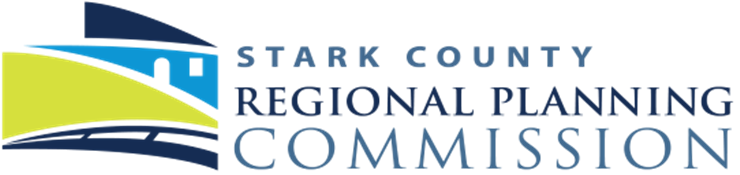 STARK COUNTY
REGIONAL PLANNING
COMMISSION